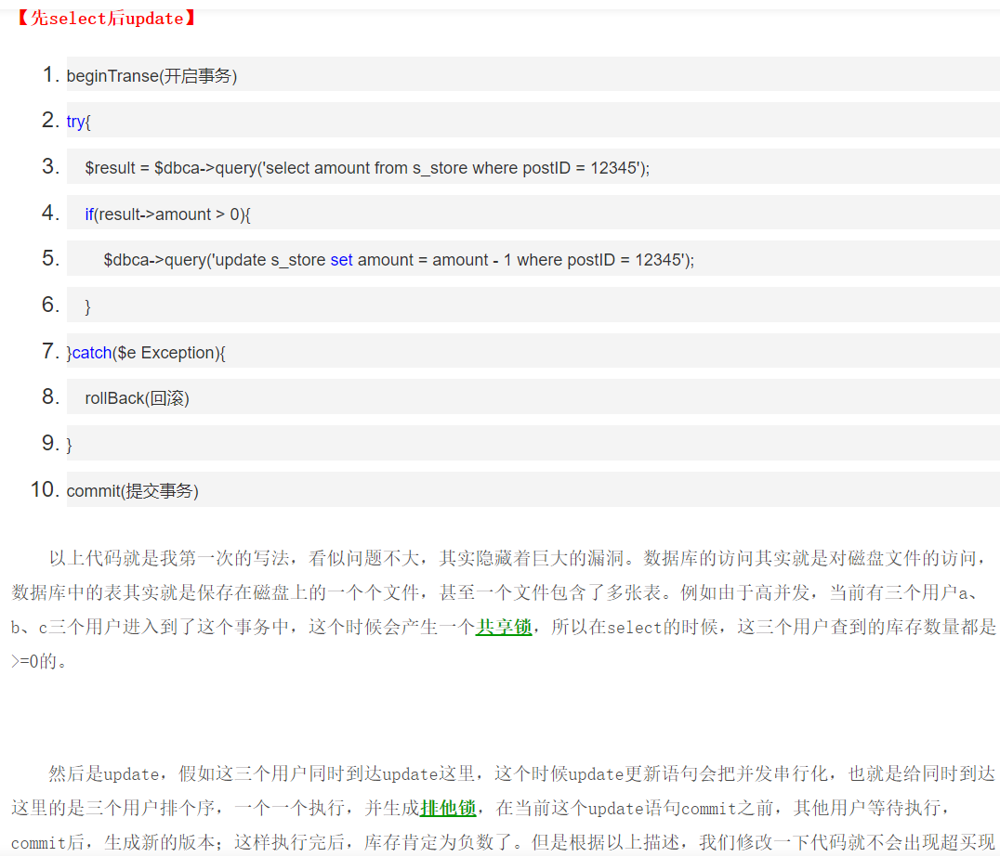 【先select后update】
1. beginTranse(开启事务)
2. try{
3. $result = $dbca->query('select amount from s_store where postID = 12345');
4. if(result->amount > 0){
5. $dbca->query('update s_store set amount = amount - 1 where postID = 12345');
6. }
7. }catch($e Exception){
8. rollBack(回滚)
9. }
10. commit(提交事务)
以上代码就是我第一次的写法，看似问题不大，其实隐藏着巨大的漏洞。数据库的访问其实就是对磁盘文件的访问，
数据库中的表其实就是保存在磁盘上的一个个文件，甚至一个文件包含了多张表。例如由于高并发，当前有三个用户a、
b、c三个用户进入到了这个事务中，这个时候会产生一个共享锁，所以在select的时候，这三个用户查到的库存数量都是
>=0的。
然后是update，假如这三个用户同时到达update这里，这个时候update更新语句会把并发串行化，也就是给同时到达
这里的是三个用户排个序，一个一个执行，并生成排他锁，在当前这个update语句commit之前，其他用户等待执行，
commit后，生成新的版本；这样执行完后，库存肯定为负数了。但是根据以上描述，我们修改一下代码就不会出现超买现